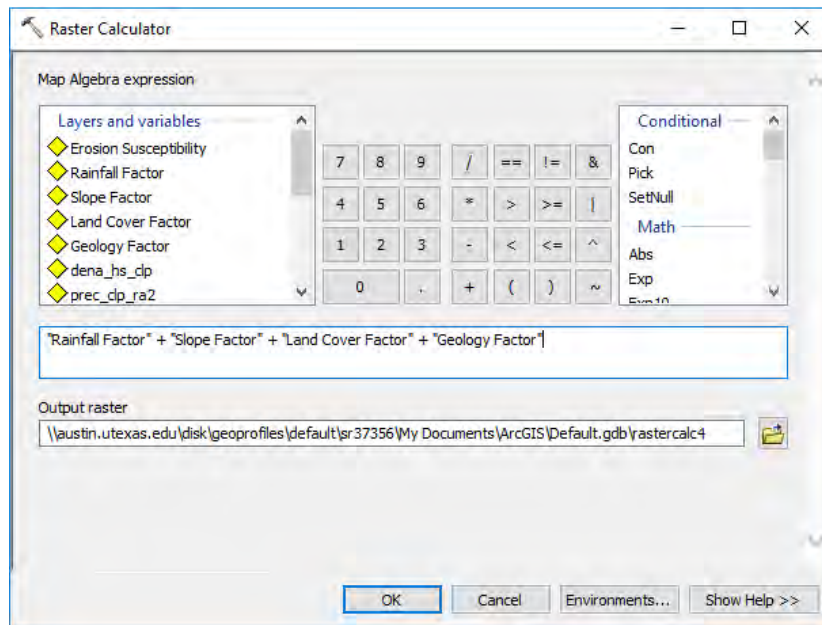 Raster Calculator
Map Algebra expression
Layers and variables
Erosion Susceptibility
Rainfall Factor
Slope Factor
Land Cover Factor
Geology Factor
dena_hs_clp
prec_clp_ra2
7 8 9 / == != &
4 5 6 * > >= |
1 2 3 - < <= ^
0 . + ( ) ~
Conditional
Con
Pick
SetNull
Math
Abs
Exp
Exp10
"Rainfall Factor" + "Slope Factor" + "Land Cover Factor" + "Geology Factor"
Output raster
\\austin.utexas.edu\disk\geoprofiles\default\sr37356\My Documents\ArcGIS\Default.gdb\rastercalc4
OK Cancel Environments... Show Help >>